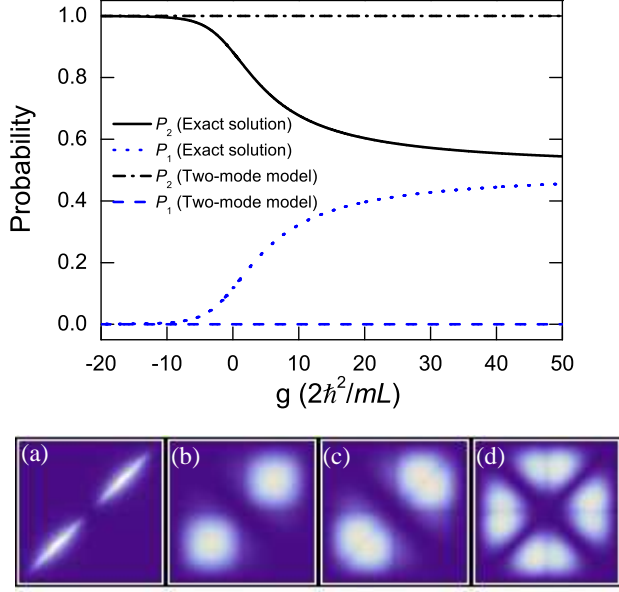 1.0
0.8
0.6
0.4
0.2
0.0
Probability
P₂ (Exact solution)
P₁ (Exact solution)
P₂ (Two-mode model)
P₁ (Two-mode model)
-20 -10 0 10 20 30 40 50
g (2ℏ²/mL)
(a) (b) (c) (d)